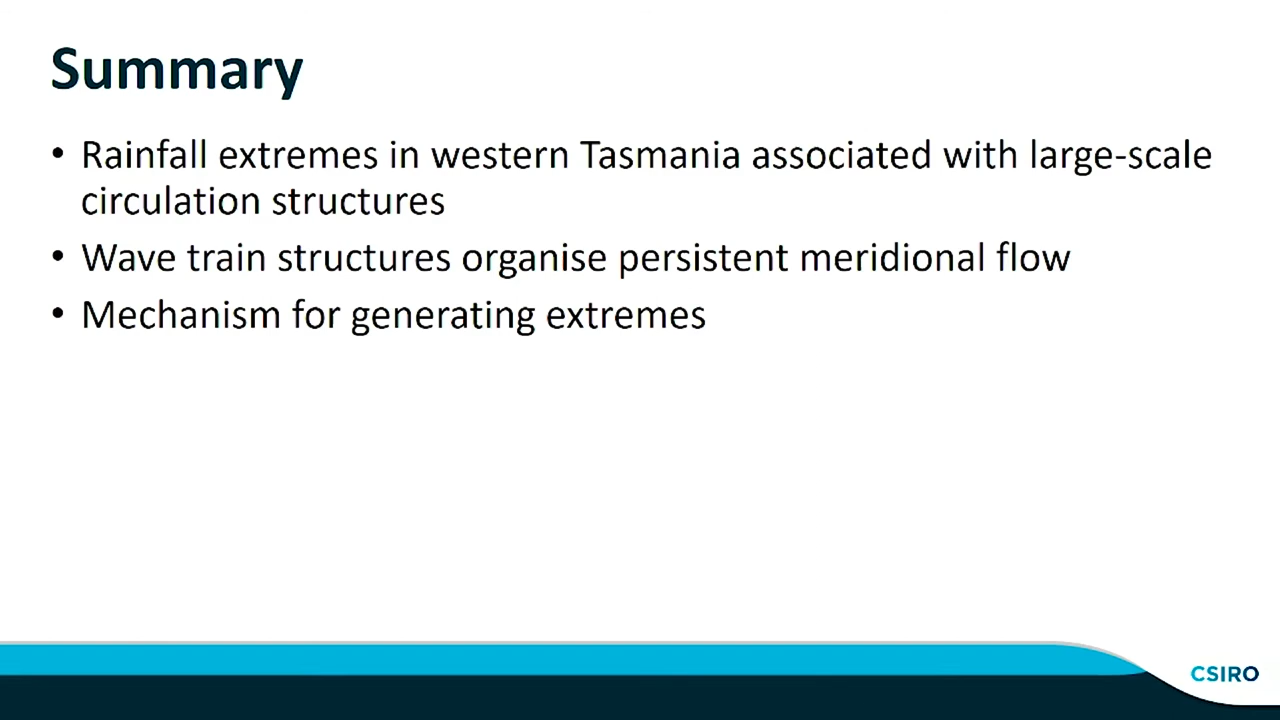 Summary
• Rainfall extremes in western Tasmania associated with large-scale
circulation structures
• Wave train structures organise persistent meridional flow
• Mechanism for generating extremes
CSIRO